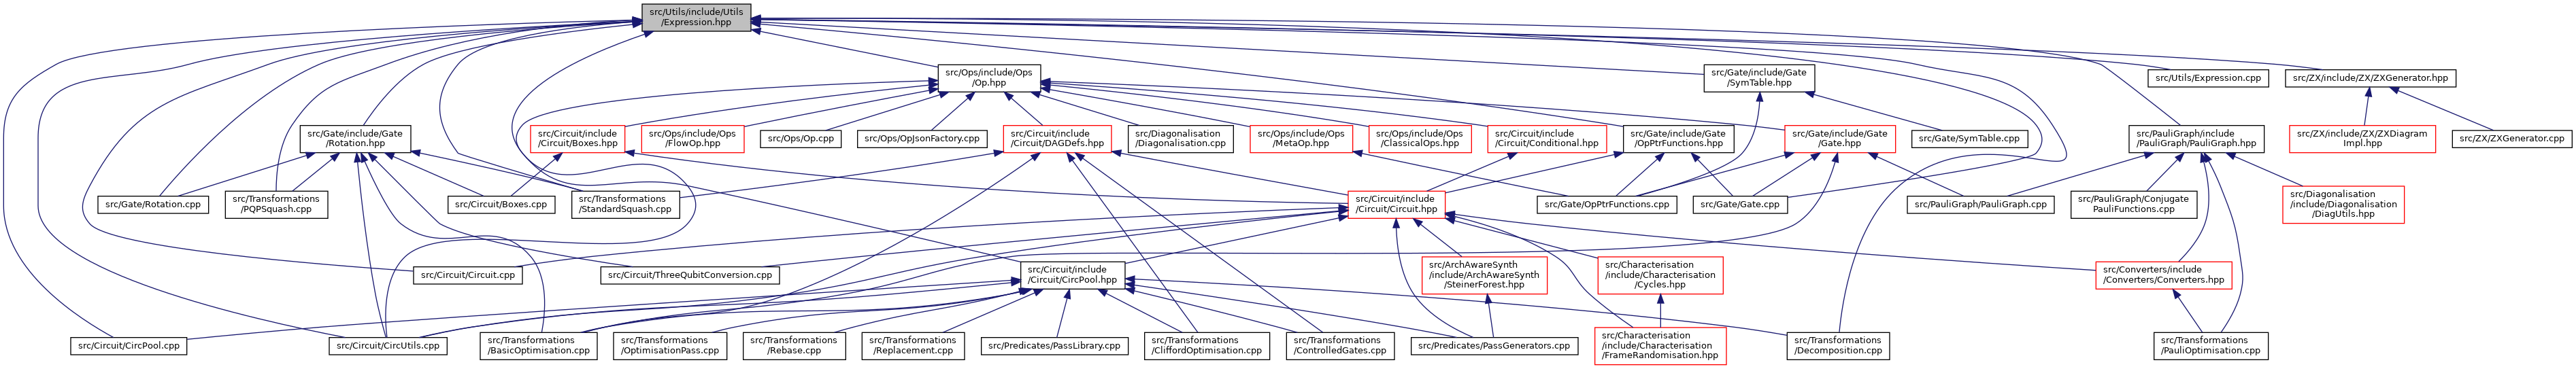 src/Utils/include/Utils
/Expression.hpp
src/Ops/include/Ops
/Op.hpp
src/Gate/include/Gate
/SymTable.hpp
src/Utils/Expression.cpp
src/ZX/include/ZX/ZXGenerator.hpp
src/Gate/include/Gate
/Rotation.hpp
src/Circuit/include
/Circuit/Boxes.hpp
src/Ops/include/Ops
/FlowOp.hpp
src/Ops/Op.cpp
src/Ops/OpJsonFactory.cpp
src/Circuit/include
/Circuit/DAGDefs.hpp
src/Diagonalisation
/Diagonalisation.cpp
src/Ops/include/Ops
/MetaOp.hpp
src/Ops/include/Ops
/ClassicalOps.hpp
src/Circuit/include
/Circuit/Conditional.hpp
src/Gate/include/Gate
/OpPtrFunctions.hpp
src/Gate/include/Gate
/Gate.hpp
src/Gate/SymTable.cpp
src/PauliGraph/include
/PauliGraph/PauliGraph.hpp
src/ZX/include/ZX/ZXDiagram
Impl.hpp
src/ZX/ZXGenerator.cpp
src/Gate/Rotation.cpp
src/Transformations
/PQPSquash.cpp
src/Circuit/Boxes.cpp
src/Transformations
/StandardSquash.cpp
src/Circuit/include
/Circuit/Circuit.hpp
src/Gate/OpPtrFunctions.cpp
src/Gate/Gate.cpp
src/PauliGraph/PauliGraph.cpp
src/PauliGraph/Conjugate
PauliFunctions.cpp
src/Diagonalisation
/include/Diagonalisation
/DiagUtils.hpp
src/Circuit/Circuit.cpp
src/Circuit/ThreeQubitConversion.cpp
src/Circuit/include
/Circuit/CircPool.hpp
src/ArchAwareSynth
/include/ArchAwareSynth
/SteinerForest.hpp
src/Characterisation
/include/Characterisation
/Cycles.hpp
src/Converters/include
/Converters/Converters.hpp
src/Circuit/CircPool.cpp
src/Circuit/CircUtils.cpp
src/Transformations
/BasicOptimisation.cpp
src/Transformations
/OptimisationPass.cpp
src/Transformations
/Rebase.cpp
src/Transformations
/Replacement.cpp
src/Predicates/PassLibrary.cpp
src/Transformations
/CliffordOptimisation.cpp
src/Transformations
/ControlledGates.cpp
src/Predicates/PassGenerators.cpp
src/Characterisation
/include/Characterisation
/FrameRandomisation.hpp
src/Transformations
/Decomposition.cpp
src/Transformations
/PauliOptimisation.cpp